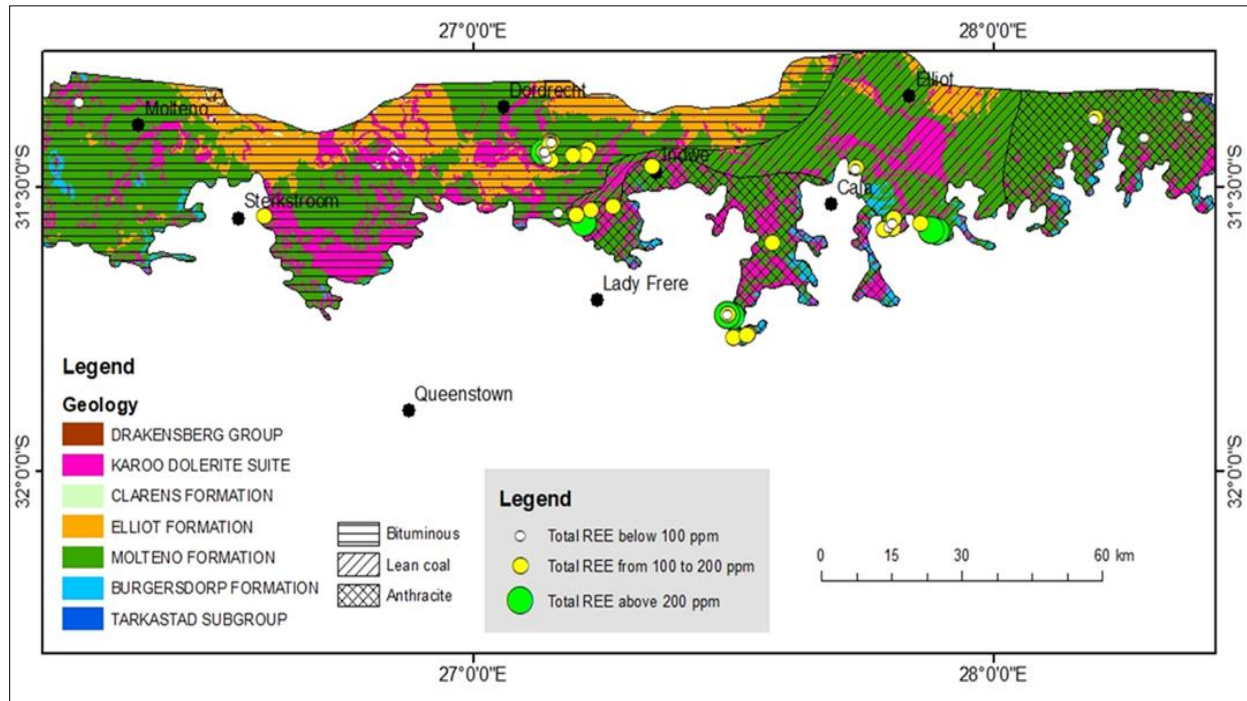 27°0'0"E
28°0'0"E
Elliot
Dordrecht
Molteno
Indwe
31°30'0"S
31°30'0"S
Cala
Sterkstroom
Lady Frere
Queenstown
Legend
Geology
DRAKENSBERG GROUP
KAROO DOLERITE SUITE
CLARENS FORMATION
ELLIOT FORMATION
MOLTENO FORMATION
BURGERSDORP FORMATION
TARKASTAD SUBGROUP
Bituminous
Lean coal
Anthracite
Legend
Total REE below 100 ppm
Total REE from 100 to 200 ppm
Total REE above 200 ppm
0 15 30 60 km
32°0'0"S
32°0'0"S
27°0'0"E
28°0'0"E